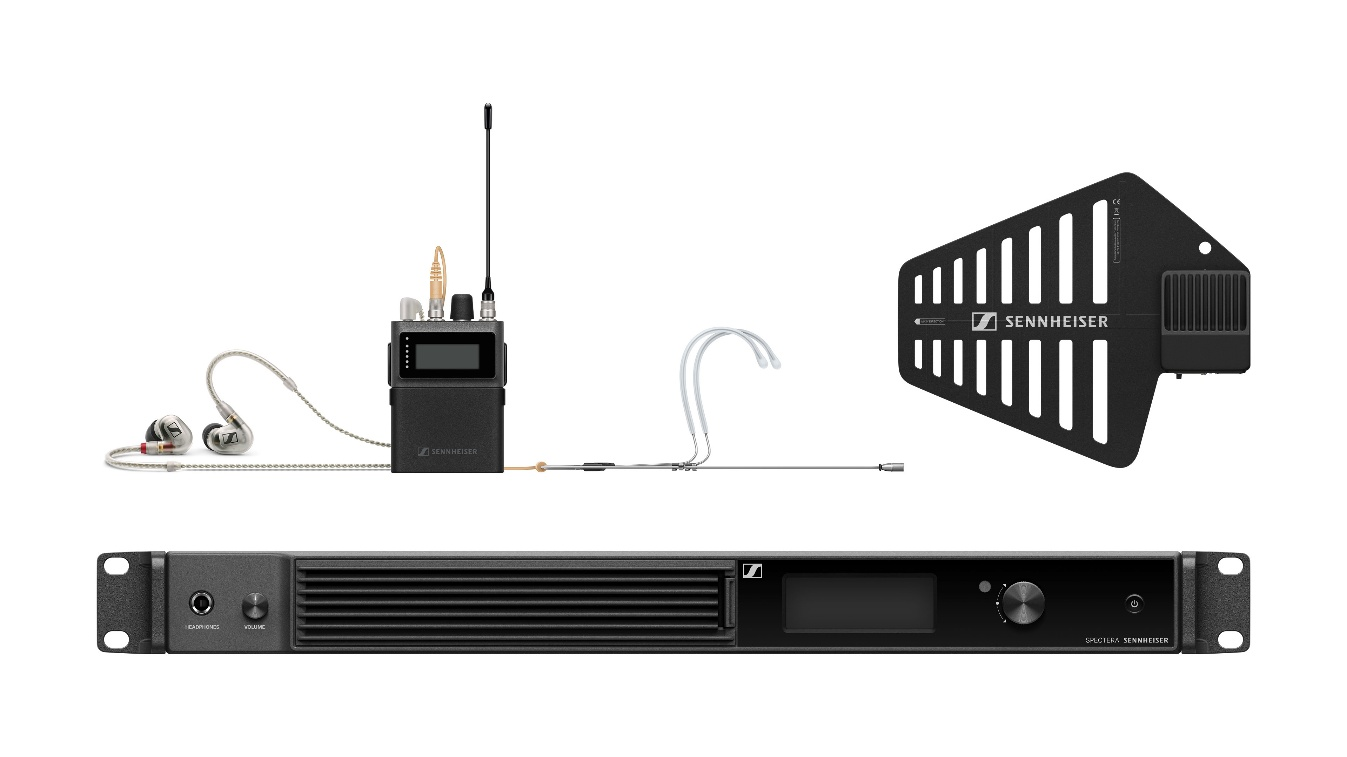 SENNHEISER
SENNHEISER
HEADPHONES
VOLUME
SPECTERA SENNHEISER